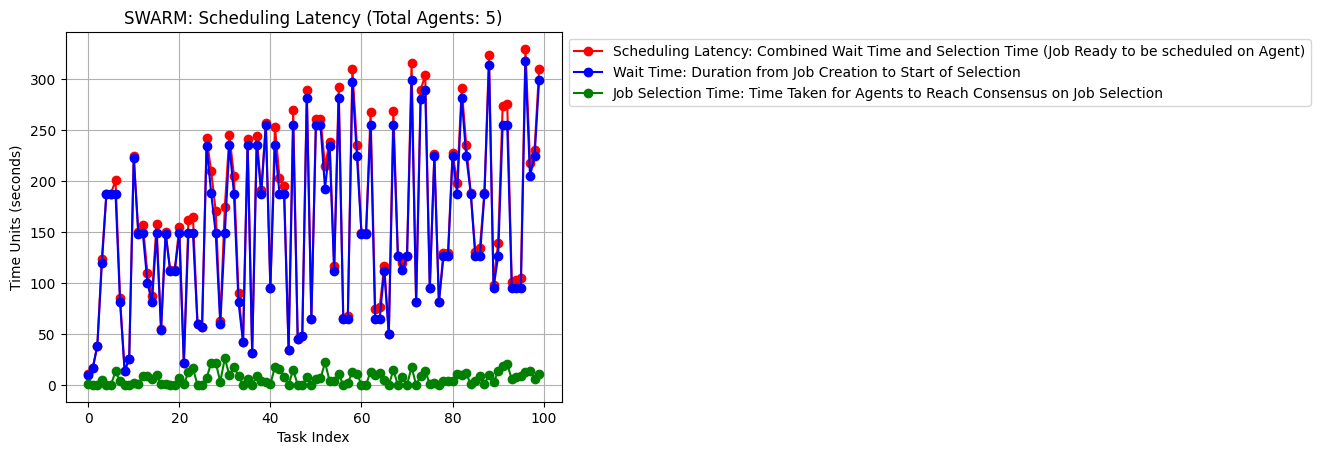 SWARM: Scheduling Latency (Total Agents: 5)
Scheduling Latency: Combined Wait Time and Selection Time (Job Ready to be scheduled on Agent)
Wait Time: Duration from Job Creation to Start of Selection
Job Selection Time: Time Taken for Agents to Reach Consensus on Job Selection
Time Units (seconds)
300
250
200
150
100
50
0
0 20 40 60 80 100
Task Index